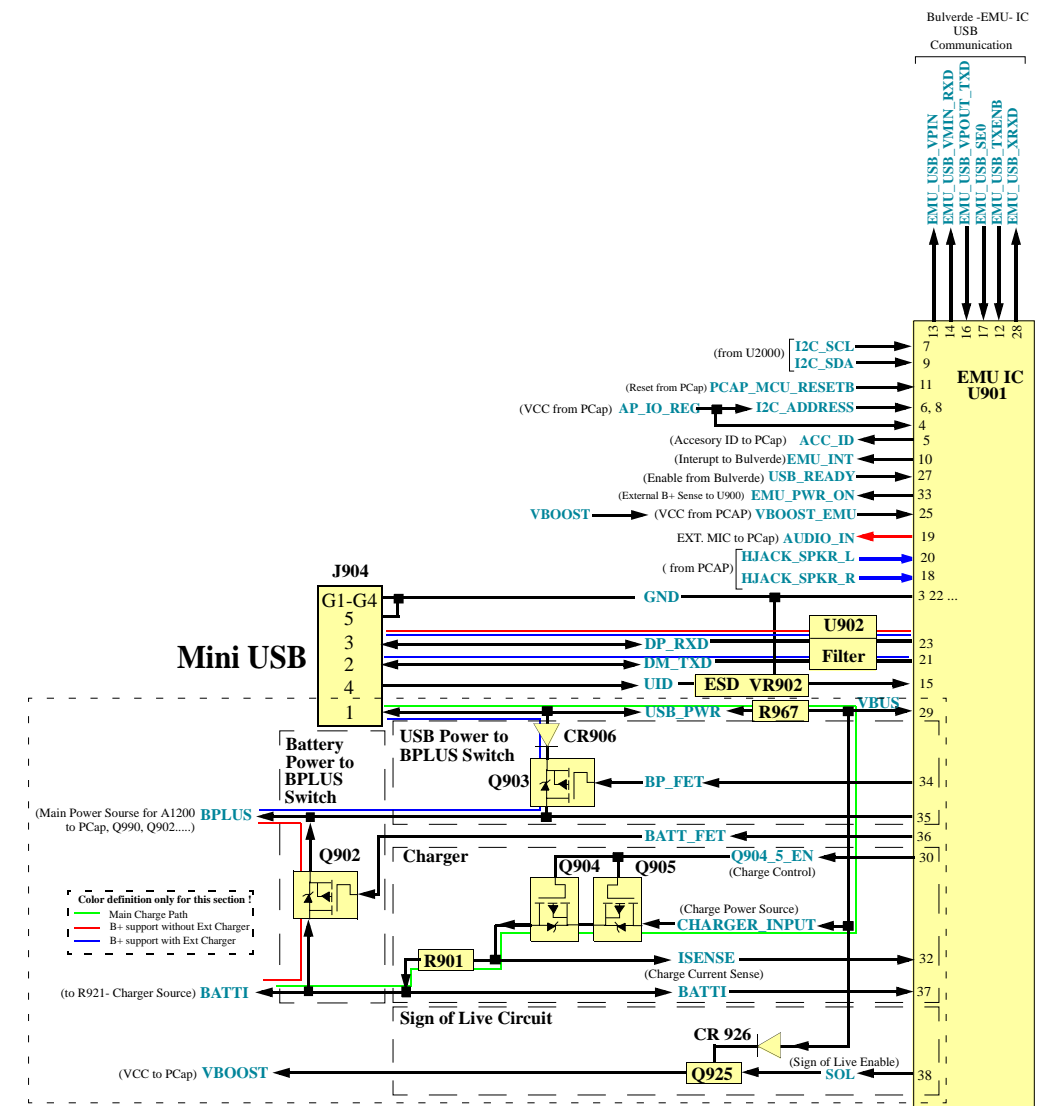 Bulverde -EMU- IC
USB
Communication
EMU_USB_VPIN
EMU_USB_VMIN_RXD
EMU_USB_VPOUT_TXD
EMU_USB_SE0
EMU_USB_TXENB
EMU_USB_XRXD
13 14 16 17 12 28
EMU IC
U901
(from U2000) I2C_SCL 7
I2C_SDA 9
(Reset from PCap) PCAP_MCU_RESETB 11
(VCC from PCap) AP_IO_REG I2C_ADDRESS 6, 8
4
(Accesory ID to PCap) ACC_ID 5
(Interupt to Bulverde) EMU_INT 10
(Enable from Bulverde) USB_READY 27
(External B+ Sense to U900) EMU_PWR_ON 33
VBOOST (VCC from PCAP) VBOOST_EMU 25
EXT. MIC to PCap) AUDIO_IN 19
( from PCAP) HJACK_SPKR_L 20
HJACK_SPKR_R 18
J904
Mini USB
G1-G4 GND 3 22 ...
5
U902
3 DP_RXD 23
2 DM_TXD Filter 21
4 UID ESD VR902 15
1 USB_PWR R967 VBUS 29
Battery
Power to
BPLUS
Switch
USB Power to
BPLUS Switch
CR906
Q903 BP_FET 34
(Main Power Sourse for A1200
to PCap, Q990, Q902.....) BPLUS 35
BATT_FET 36
Q902
Charger
Q904 Q905 Q904_5_EN 30
(Charge Control)
Color definition only for this section !
Main Charge Path
B+ support without Ext Charger
B+ support with Ext Charger
(Charge Power Source)
CHARGER_INPUT
R901 ISENSE 32
(Charge Current Sense)
(to R921- Charger Source) BATTI BATTI 37
Sign of Live Circuit
CR 926
(Sign of Live Enable)
(VCC to PCap) VBOOST Q925 SOL 38